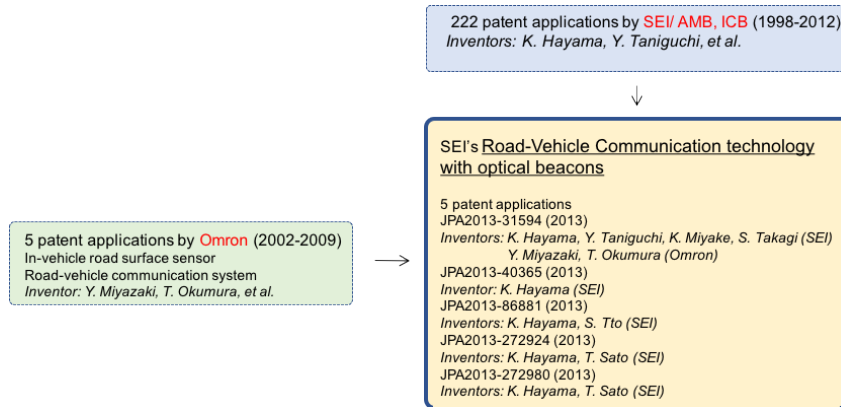 222 patent applications by SEI/ AMB, ICB (1998-2012)
Inventors: K. Hayama, Y. Taniguchi, et al.
SEI's Road-Vehicle Communication technology
with optical beacons
5 patent applications
JPA2013-31594 (2013)
Inventors: K. Hayama, Y. Taniguchi, K. Miyake, S. Takagi (SEI)
Y. Miyazaki, T. Okumura (Omron)
JPA2013-40365 (2013)
Inventor: K. Hayama (SEI)
JPA2013-86881 (2013)
Inventors: K. Hayama, S. Tto (SEI)
JPA2013-272924 (2013)
Inventors: K. Hayama, T. Sato (SEI)
JPA2013-272980 (2013)
Inventors: K. Hayama, T. Sato (SEI)
5 patent applications by Omron (2002-2009)
In-vehicle road surface sensor
Road-vehicle communication system
Inventor: Y. Miyazaki, T. Okumura, et al.